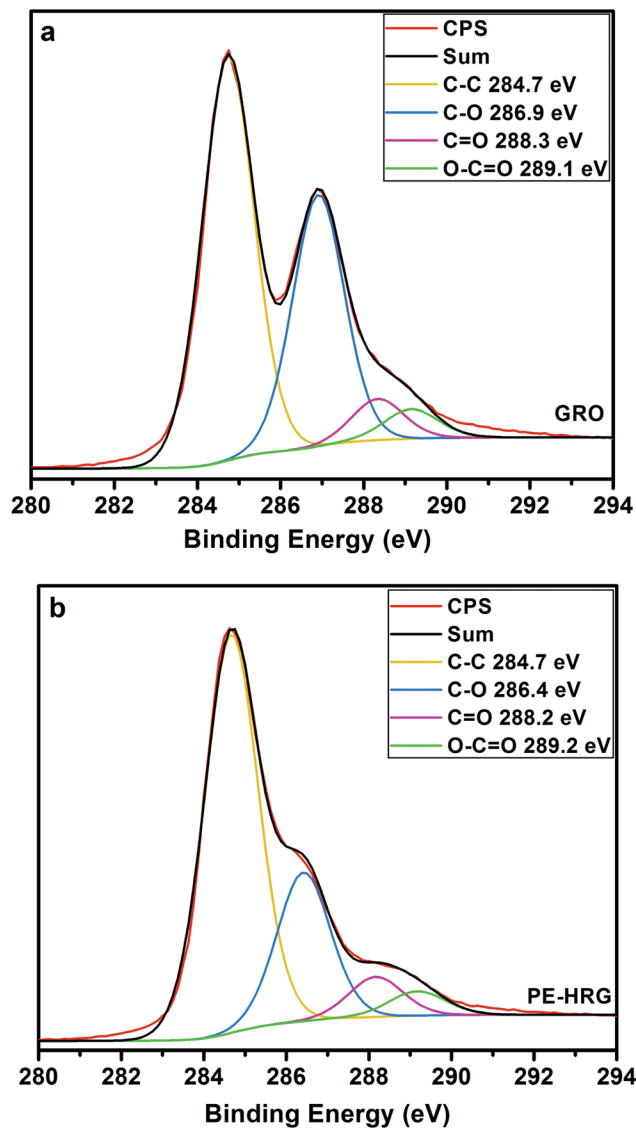 a
CPS
Sum
C-C 284.7 eV
C-O 286.9 eV
C=O 288.3 eV
O-C=O 289.1 eV
GRO
280 282 284 286 288 290 292 294
Binding Energy (eV)
b
CPS
Sum
C-C 284.7 eV
C-O 286.4 eV
C=O 288.2 eV
O-C=O 289.2 eV
PE-HRG
280 282 284 286 288 290 292 294
Binding Energy (eV)